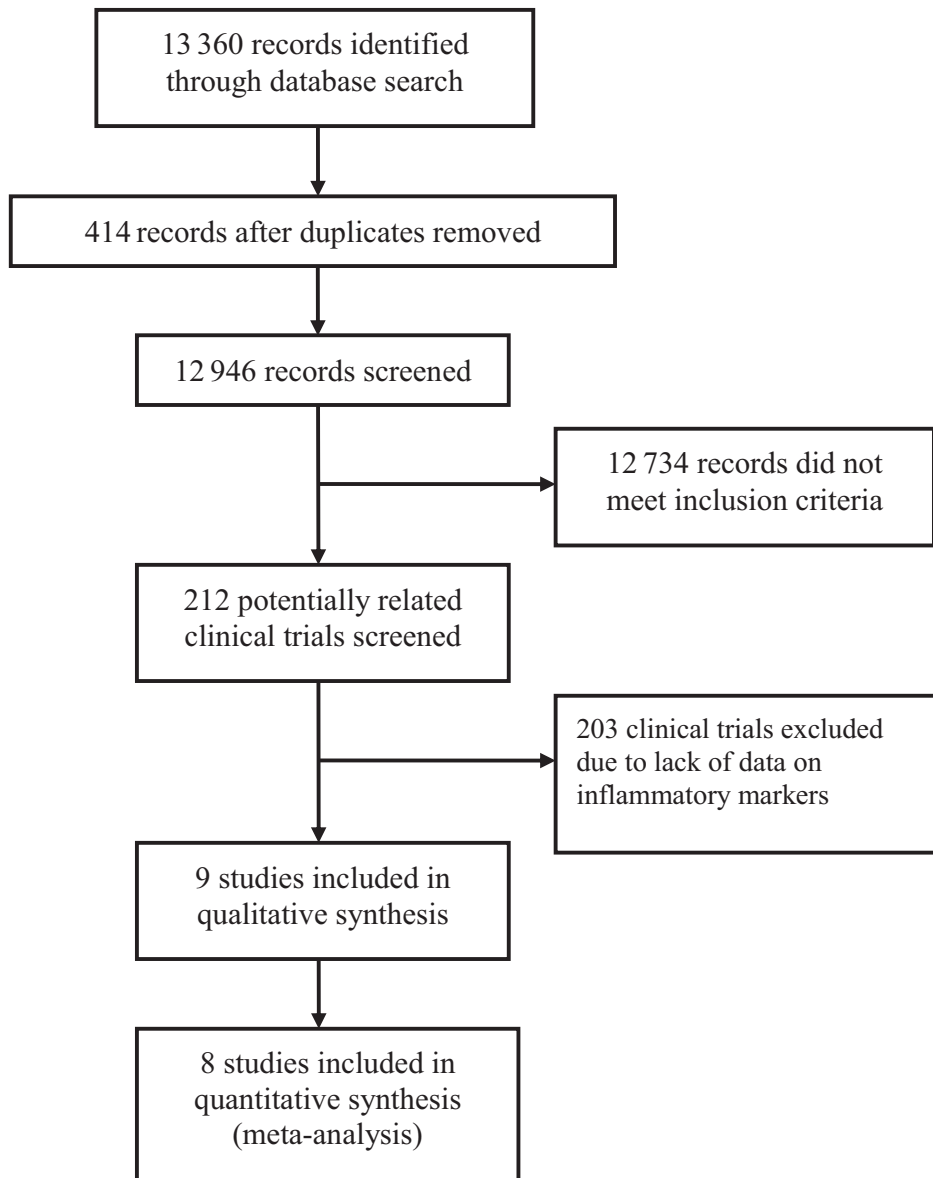 13 360 records identified
through database search
414 records after duplicates removed
12 946 records screened
12 734 records did not
meet inclusion criteria
212 potentially related
clinical trials screened
203 clinical trials excluded
due to lack of data on
inflammatory markers
9 studies included in
qualitative synthesis
8 studies included in
quantitative synthesis
(meta-analysis)